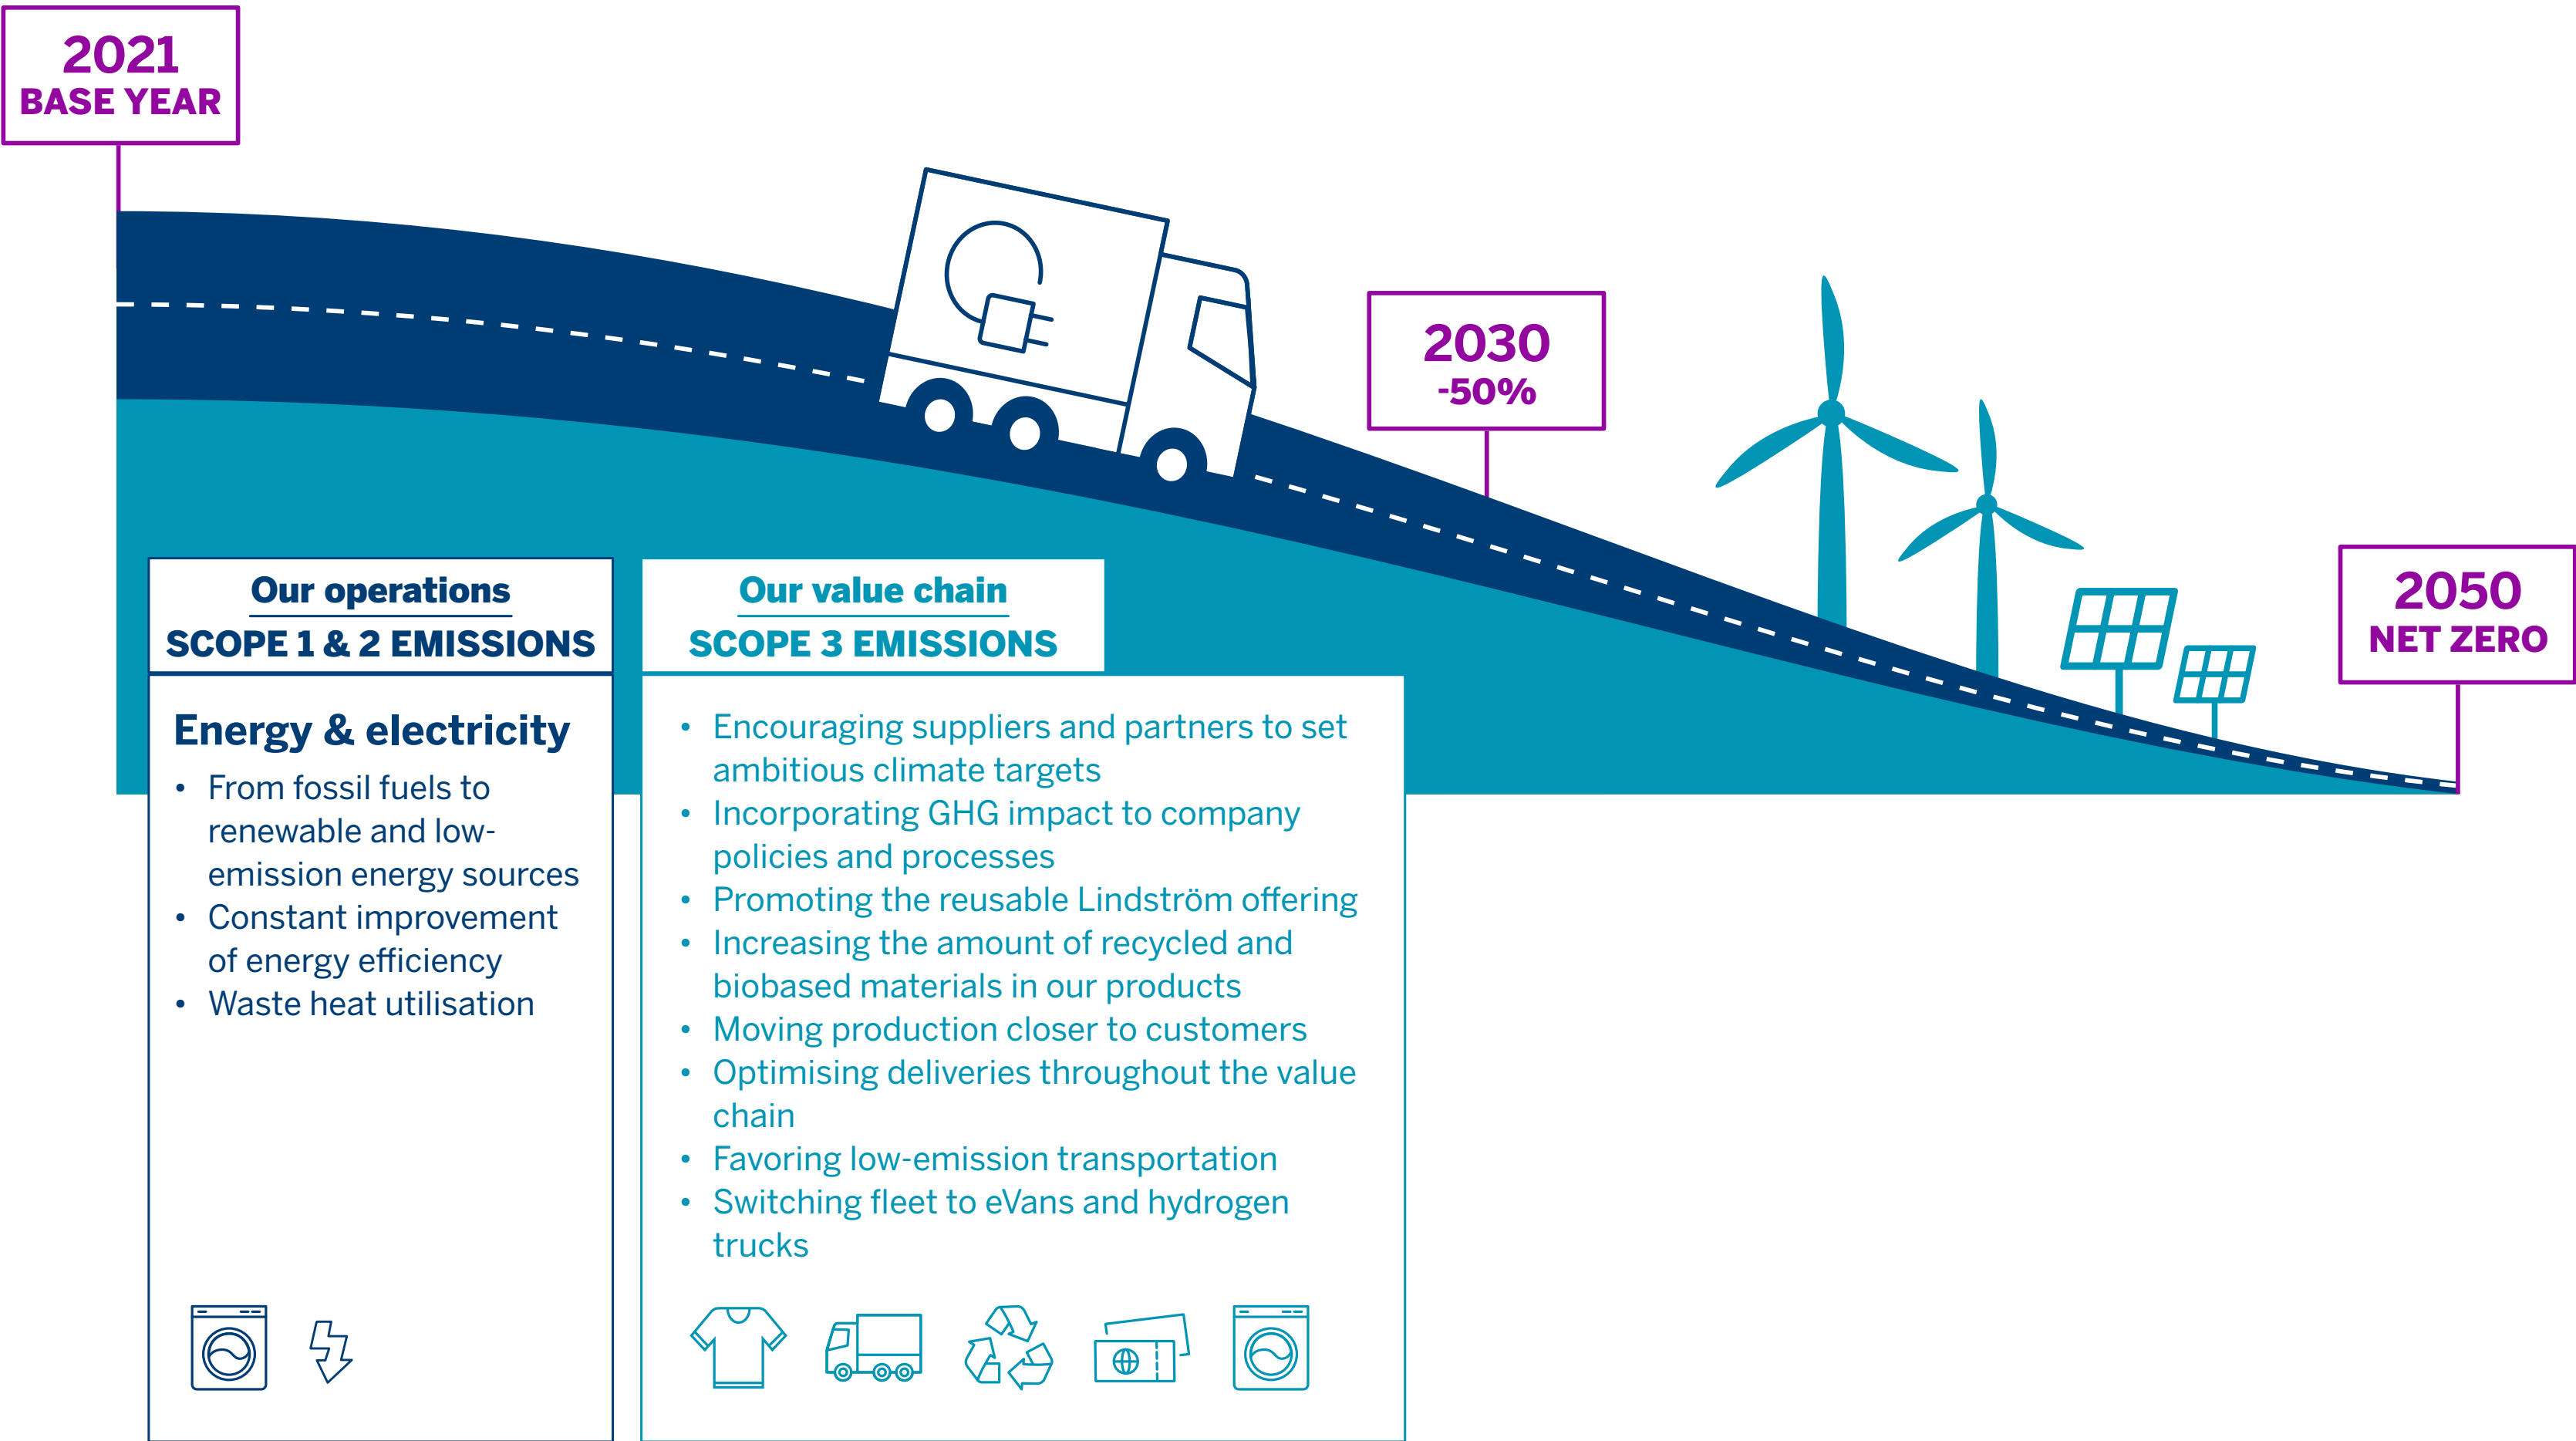 2021
BASE YEAR
2030
-50%
2050
NET ZERO
Our operations
SCOPE 1 & 2 EMISSIONS
Energy & electricity
• From fossil fuels to
renewable and low-
emission energy sources
• Constant improvement
of energy efficiency
• Waste heat utilisation
Our value chain
SCOPE 3 EMISSIONS
• Encouraging suppliers and partners to set
ambitious climate targets
• Incorporating GHG impact to company
policies and processes
• Promoting the reusable Lindström offering
• Increasing the amount of recycled and
biobased materials in our products
• Moving production closer to customers
• Optimising deliveries throughout the value
chain
• Favoring low-emission transportation
• Switching fleet to eVans and hydrogen
trucks